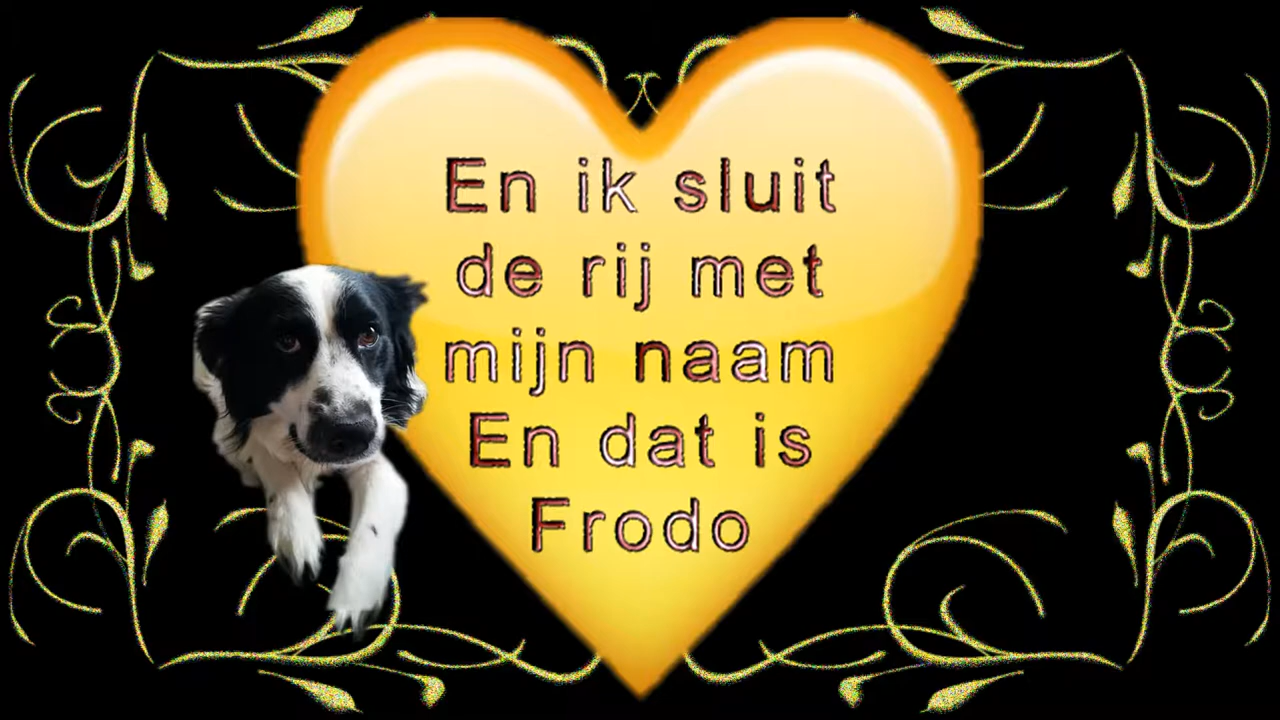 En ik sluit
de rij met
mijn naam
En dat is
Frodo